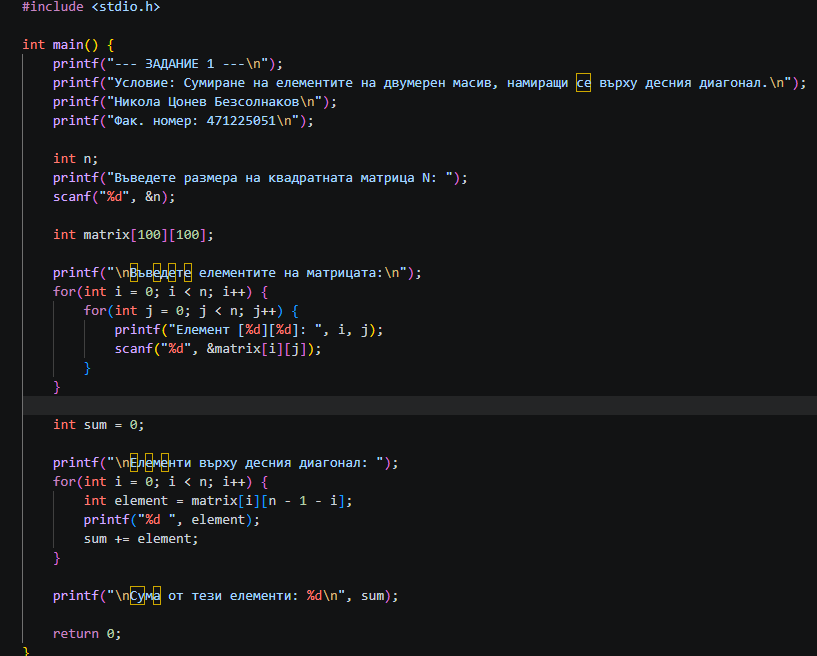 #include <stdio.h>
int main() {
printf("--- ЗАДАНИЕ 1 ---\n");
printf("Условие: Сумиране на елементите на двумерен масив, намиращи се върху десния диагонал.\n");
printf("Никола Цонев Безсолнаков\n");
printf("Фак. номер: 471225051\n");
int n;
printf("Въведете размера на квадратната матрица N: ");
scanf("%d", &n);
int matrix[100][100];
printf("\nВъведете елементите на матрицата:\n");
for(int i = 0; i < n; i++) {
for(int j = 0; j < n; j++) {
printf("Елемент [%d][%d]: ", i, j);
scanf("%d", &matrix[i][j]);
}
}
int sum = 0;
printf("\nЕлементи върху десния диагонал: ");
for(int i = 0; i < n; i++) {
int element = matrix[i][n - 1 - i];
printf("%d ", element);
sum += element;
}
printf("\nСума от тези елементи: %d\n", sum);
return 0;
}